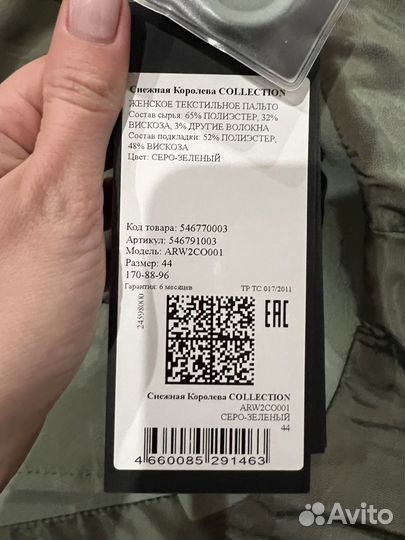 Снежная Королева COLLECTION
ЖЕНСКОЕ ТЕКСТИЛЬНОЕ ПАЛЬТО
Состав сырья: 65% ПОЛИЭСТЕР, 32%
ВИСКОЗА, 3% ДРУГИЕ ВОЛОКНА
Состав подкладки: 52% ПОЛИЭСТЕР,
48% ВИСКОЗА
Цвет: СЕРО-ЗЕЛЕНЫЙ
Код товара: 546770003
Артикул: 546791003
Модель: ARW2CO001
Размер: 44
170-88-96
Гарантия: 6 месяцев
ТР ТС 017/2011
24598000
ЕАС
Снежная Королева COLLECTION
ARW2CO001
СЕРО-ЗЕЛЕНЫЙ
44
4 660085 291463
Avito